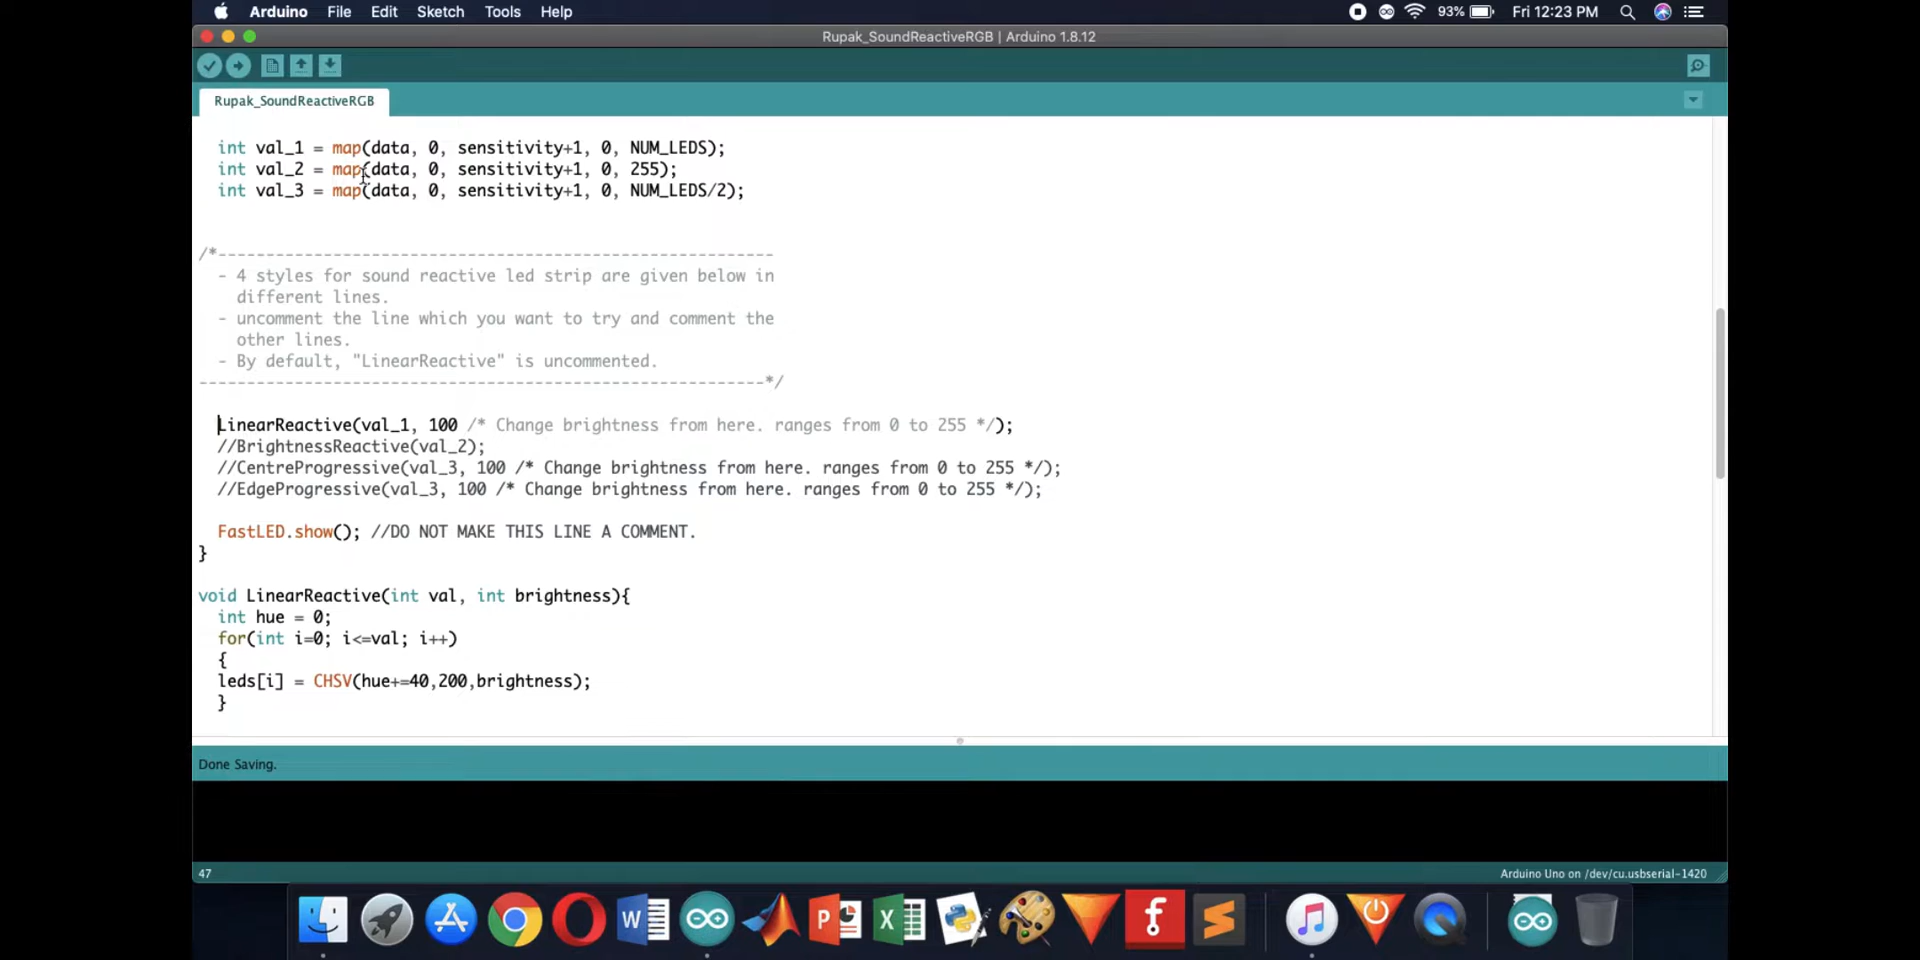 Arduino File Edit Sketch Tools Help 93% Fri 12:23 PM
Rupak_SoundReactiveRGB | Arduino 1.8.12
Rupak_SoundReactiveRGB
int val_1 = map(data, 0, sensitivity+1, 0, NUM_LEDS);
int val_2 = map(data, 0, sensitivity+1, 0, 255);
int val_3 = map(data, 0, sensitivity+1, 0, NUM_LEDS/2);
/*----------------------------------------------------------
- 4 styles for sound reactive led strip are given below in
different lines.
- uncomment the line which you want to try and comment the
other lines.
- By default, "LinearReactive" is uncommented.
-----------------------------------------------------------*/
LinearReactive(val_1, 100 /* Change brightness from here. ranges from 0 to 255 */);
//BrightnessReactive(val_2);
//CentreProgressive(val_3, 100 /* Change brightness from here. ranges from 0 to 255 */);
//EdgeProgressive(val_3, 100 /* Change brightness from here. ranges from 0 to 255 */);
FastLED.show(); //DO NOT MAKE THIS LINE A COMMENT.
}
void LinearReactive(int val, int brightness){
int hue = 0;
for(int i=0; i<=val; i++)
{
leds[i] = CHSV(hue+=40,200,brightness);
}
Done Saving.
47 Arduino Uno on /dev/cu.usbserial-1420